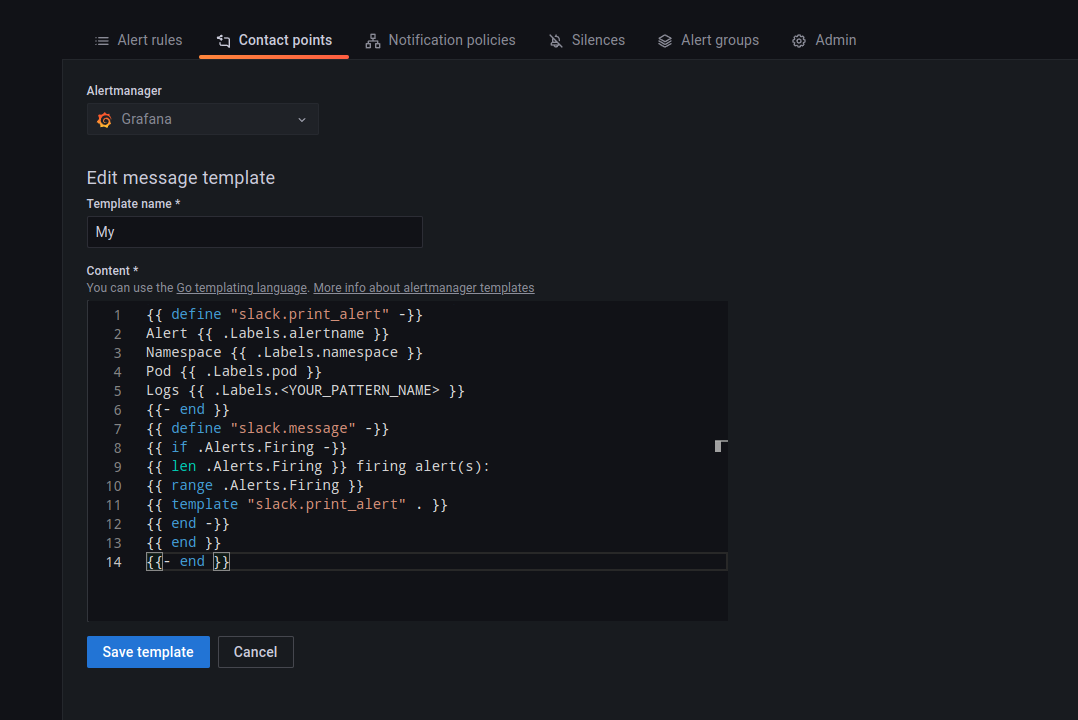 Alert rules Contact points Notification policies Silences Alert groups Admin
Alertmanager
Grafana
Edit message template
Template name *
My
Content *
You can use the Go templating language. More info about alertmanager templates
1 {{ define "slack.print_alert" -}}
2 Alert {{ .Labels.alertname }}
3 Namespace {{ .Labels.namespace }}
4 Pod {{ .Labels.pod }}
5 Logs {{ .Labels.<YOUR_PATTERN_NAME> }}
6 {{- end }}
7 {{ define "slack.message" -}}
8 {{ if .Alerts.Firing -}}
9 {{ len .Alerts.Firing }} firing alert(s):
10 {{ range .Alerts.Firing }}
11 {{ template "slack.print_alert" . }}
12 {{ end -}}
13 {{ end }}
14 {{- end }}
Save template Cancel